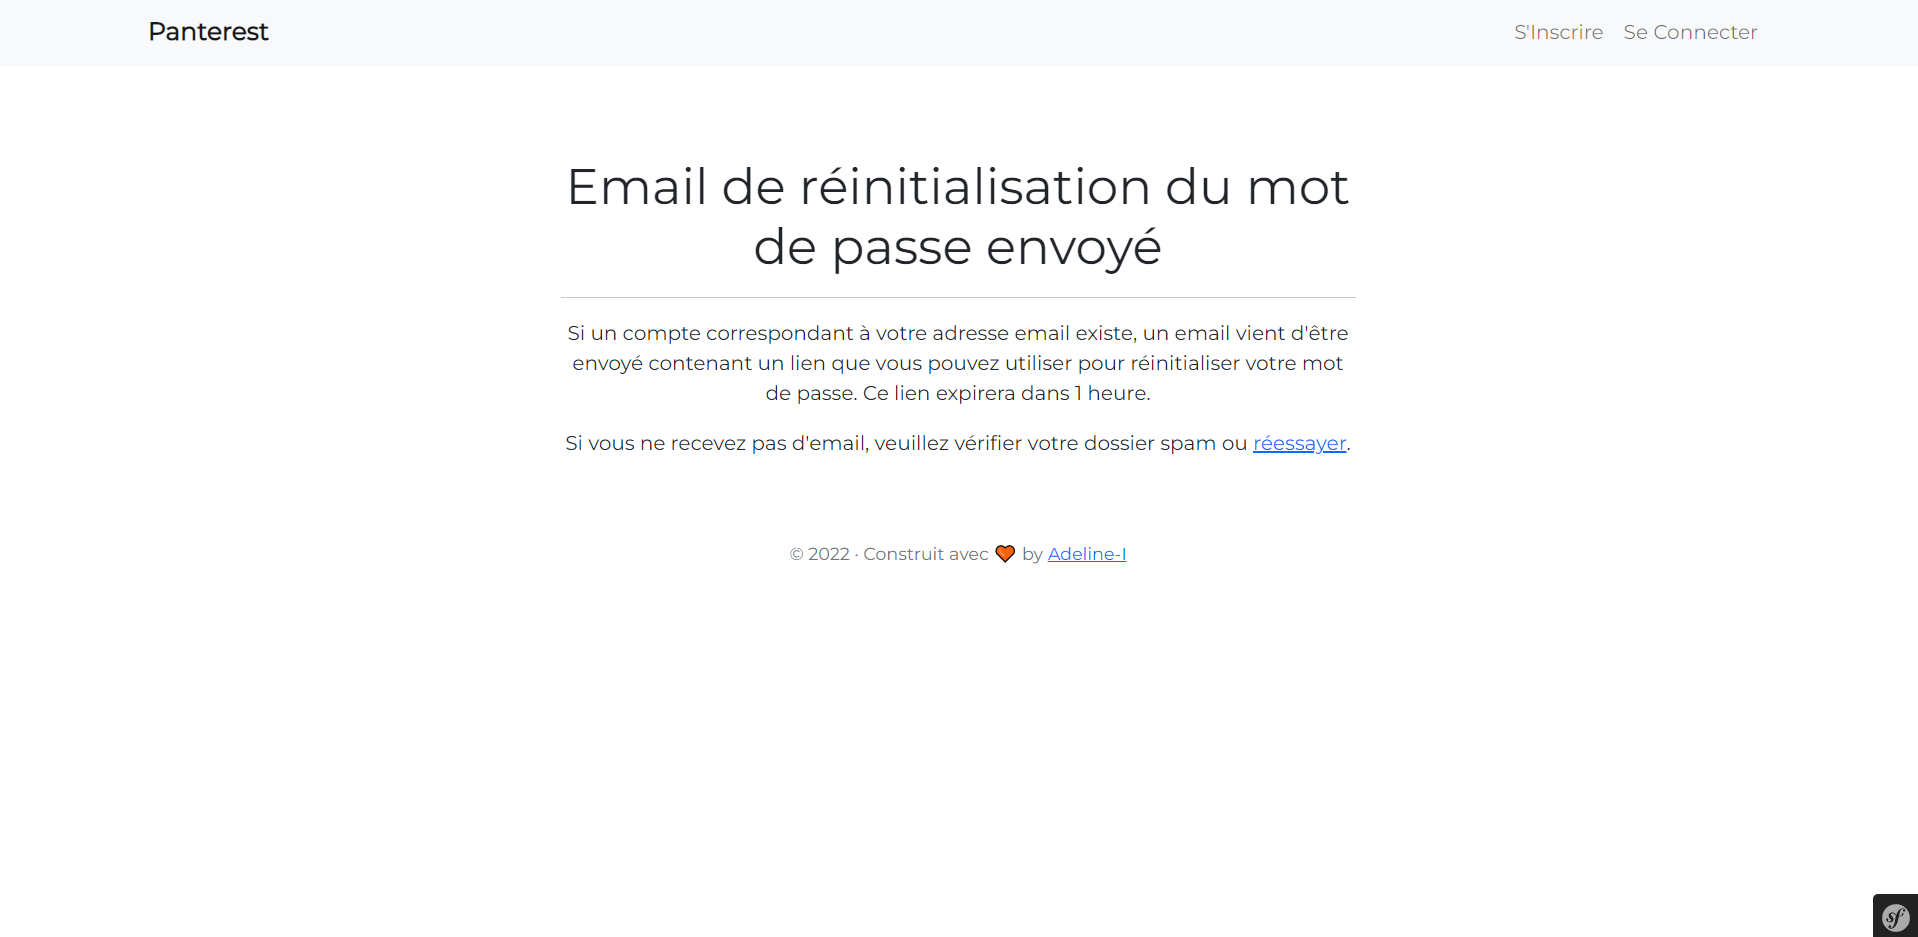 Panterest
S'Inscrire Se Connecter
Email de réinitialisation du mot
de passe envoyé
Si un compte correspondant à votre adresse email existe, un email vient d'être
envoyé contenant un lien que vous pouvez utiliser pour réinitialiser votre mot
de passe. Ce lien expirera dans 1 heure.
Si vous ne recevez pas d'email, veuillez vérifier votre dossier spam ou réessayer.
© 2022 · Construit avec 🧡 by Adeline-I
sf